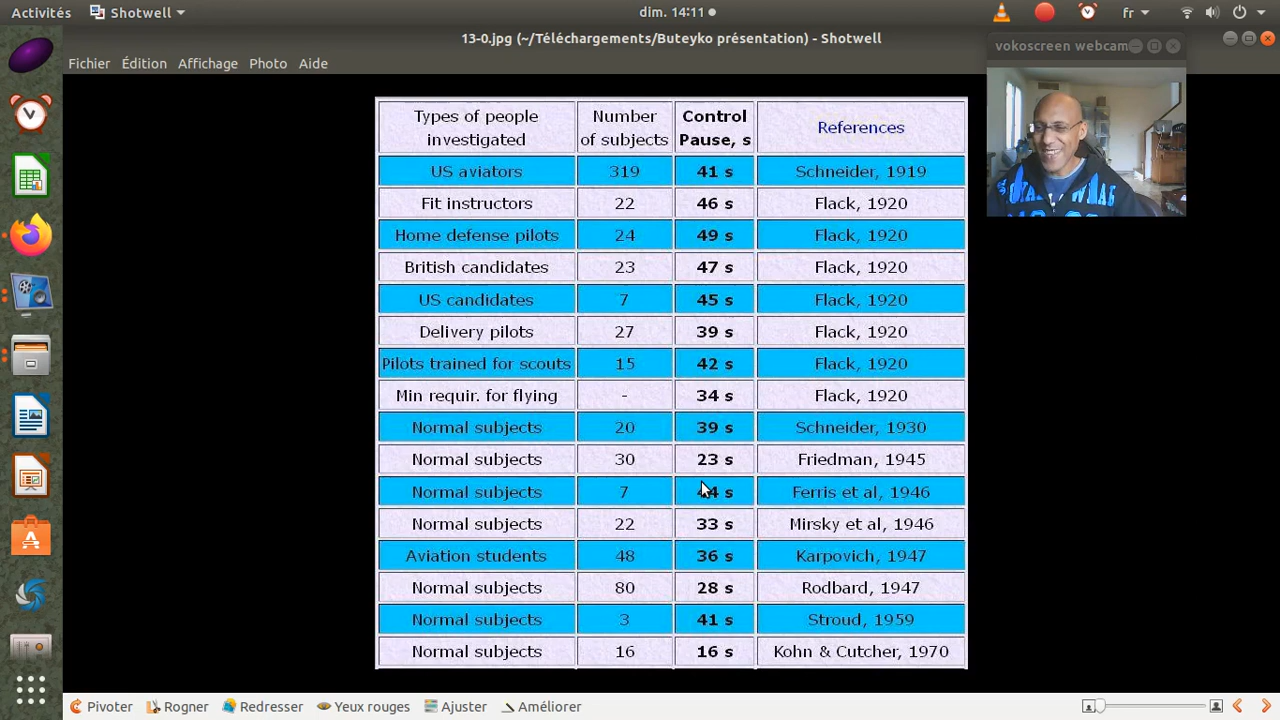 Activités Shotwell dim. 14:11 fr
13-0.jpg (~/Téléchargements/Buteyko présentation) - Shotwell
vokoscreen webcam
Fichier Édition Affichage Photo Aide
Types of people investigated Number of subjects Control Pause, s References
US aviators 319 41 s Schneider, 1919
Fit instructors 22 46 s Flack, 1920
Home defense pilots 24 49 s Flack, 1920
British candidates 23 47 s Flack, 1920
US candidates 7 45 s Flack, 1920
Delivery pilots 27 39 s Flack, 1920
Pilots trained for scouts 15 42 s Flack, 1920
Min requir. for flying - 34 s Flack, 1920
Normal subjects 20 39 s Schneider, 1930
Normal subjects 30 23 s Friedman, 1945
Normal subjects 7 44 s Ferris et al, 1946
Normal subjects 22 33 s Mirsky et al, 1946
Aviation students 48 36 s Karpovich, 1947
Normal subjects 80 28 s Rodbard, 1947
Normal subjects 3 41 s Stroud, 1959
Normal subjects 16 16 s Kohn & Cutcher, 1970
Pivoter Rogner Redresser Yeux rouges Ajuster Améliorer